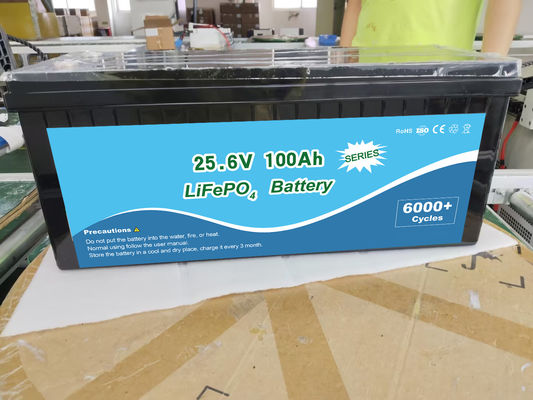 RoHS ISO CE
25.6V 100Ah
SERIES
LiFePO4 Battery
6000+
Cycles
Precautions
Do not put the battery into the water, fire, or heat.
Normal using follow the user manual.
Store the battery in a cool and dry place, charge it every 3 month.